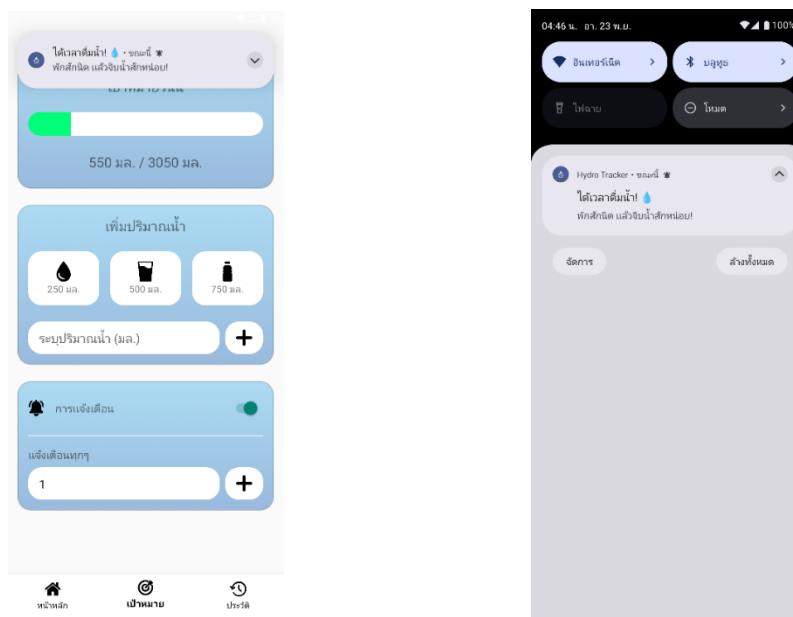 ได้เวลาดื่มน้ำ! 💧 • ขณะนี้
พักสักนิด แล้วจิบน้ำสักหน่อย!
550 มล. / 3050 มล.
เพิ่มปริมาณน้ำ
250 มล.
500 มล.
750 มล.
ระบุปริมาณน้ำ (มล.)
การแจ้งเตือน
แจ้งเตือนทุกๆ
1
หน้าหลัก
เป้าหมาย
ประวัติ
04:46 น. อา. 23 พ.ย.
100%
อินเทอร์เน็ต
บลูทูธ
ไฟฉาย
โหมด
Hydro Tracker • ขณะนี้
ได้เวลาดื่มน้ำ! 💧
พักสักนิด แล้วจิบน้ำสักหน่อย!
จัดการ
ล้างทั้งหมด